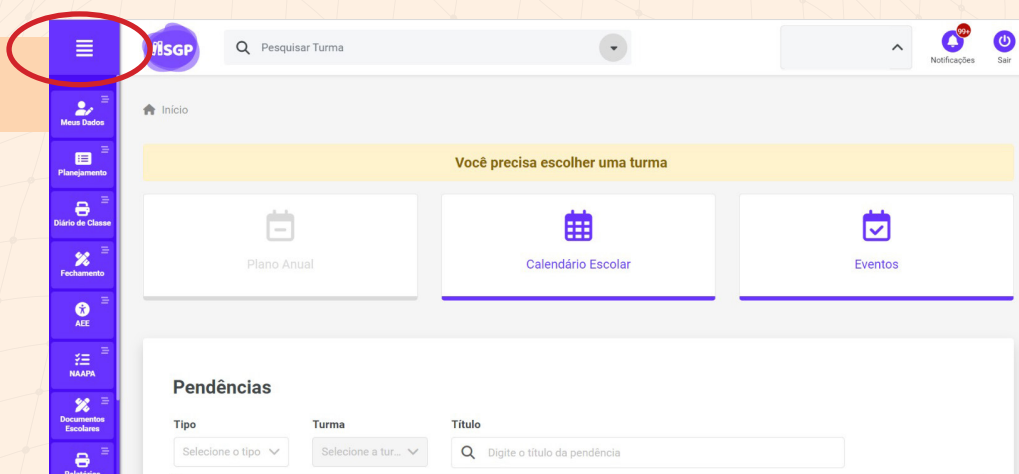 SGP
Pesquisar Turma
99+
Notificações
Sair
Início
Você precisa escolher uma turma
Plano Anual
Calendário Escolar
Eventos
Meus Dados
Planejamento
Diário de Classe
Fechamento
AEE
NAAPA
Documentos
Escolares
Relatórios
Pendências
Tipo
Turma
Título
Selecione o tipo
Selecione a tur...
Digite o título da pendência